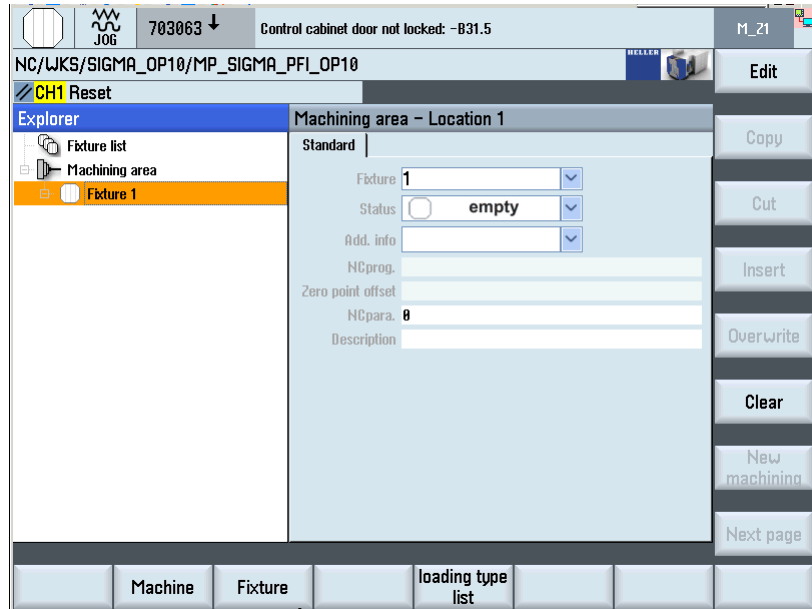 JOG
703063
Control cabinet door not locked: -B31.5
M_Z1
NC/WKS/SIGMA_OP10/MP_SIGMA_PFI_OP10
HELLER
Edit
CH1 Reset
Explorer
Machining area - Location 1
Fixture list
Standard
Copy
Machining area
Fixture 1
Fixture 1
Status empty
Cut
Add. info
NCprog.
Insert
Zero point offset
NCpara. 0
Description
Overwrite
Clear
New
machining
Next page
Machine
Fixture
loading type
list